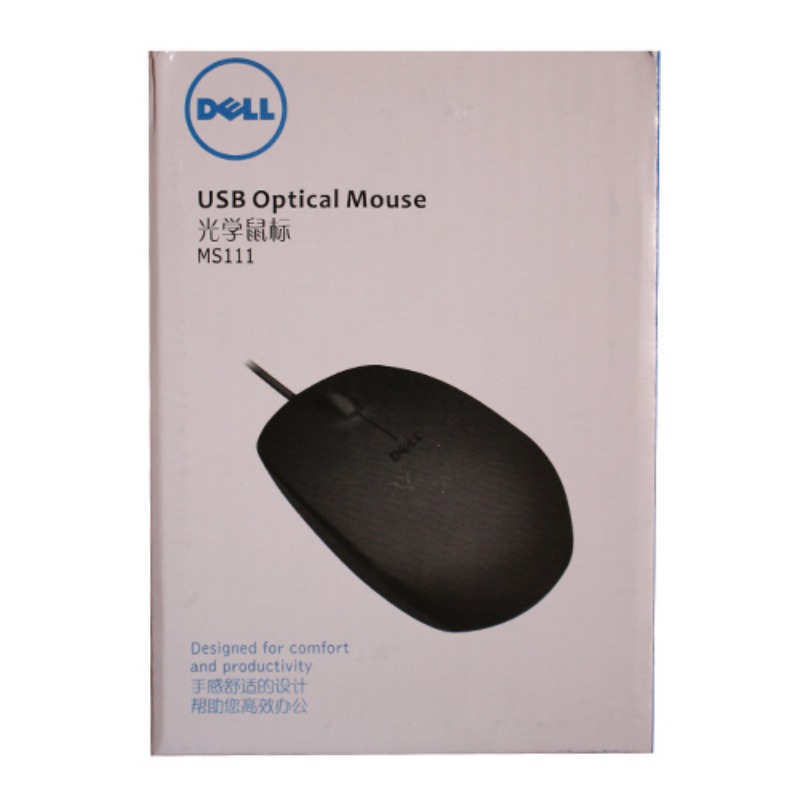 DELL
USB Optical Mouse
光学鼠标
MS111
DELL
Designed for comfort
and productivity
手感舒适的设计
帮助您高效办公